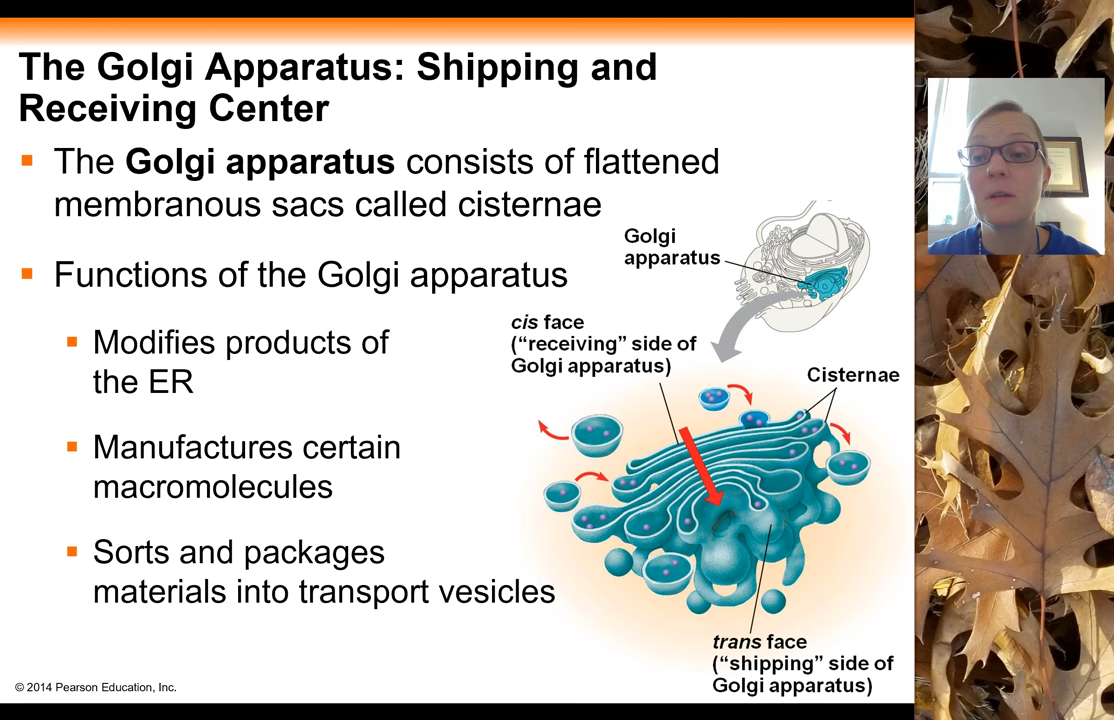 The Golgi Apparatus: Shipping and
Receiving Center
The Golgi apparatus consists of flattened
membranous sacs called cisternae
Functions of the Golgi apparatus
Modifies products of
the ER
Manufactures certain
macromolecules
Sorts and packages
materials into transport vesicles
Golgi
apparatus
cis face
(“receiving” side of
Golgi apparatus)
Cisternae
trans face
(“shipping” side of
Golgi apparatus)
© 2014 Pearson Education, Inc.